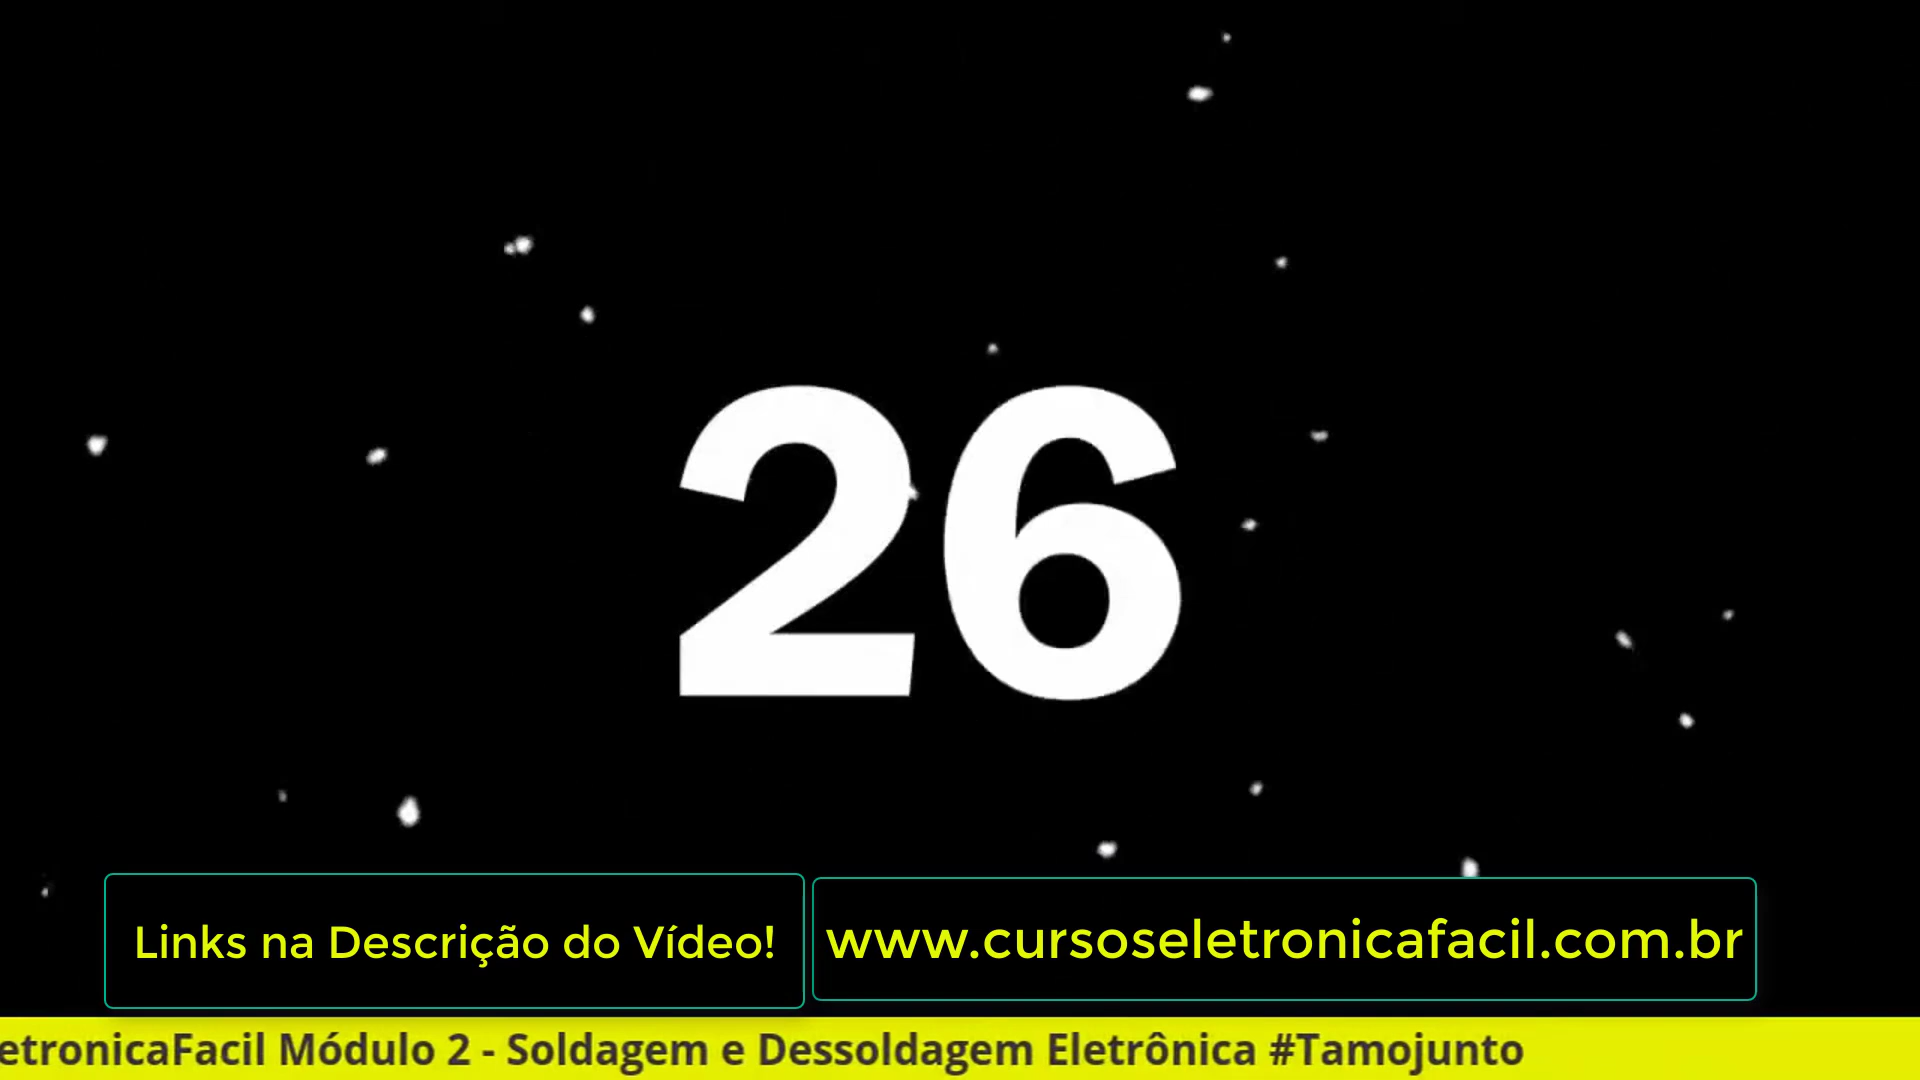 26
Links na Descrição do Vídeo!
www.cursoseletronicafacil.com.br
etronicaFacil Módulo 2 - Soldagem e Dessoldagem Eletrônica #Tamojunto